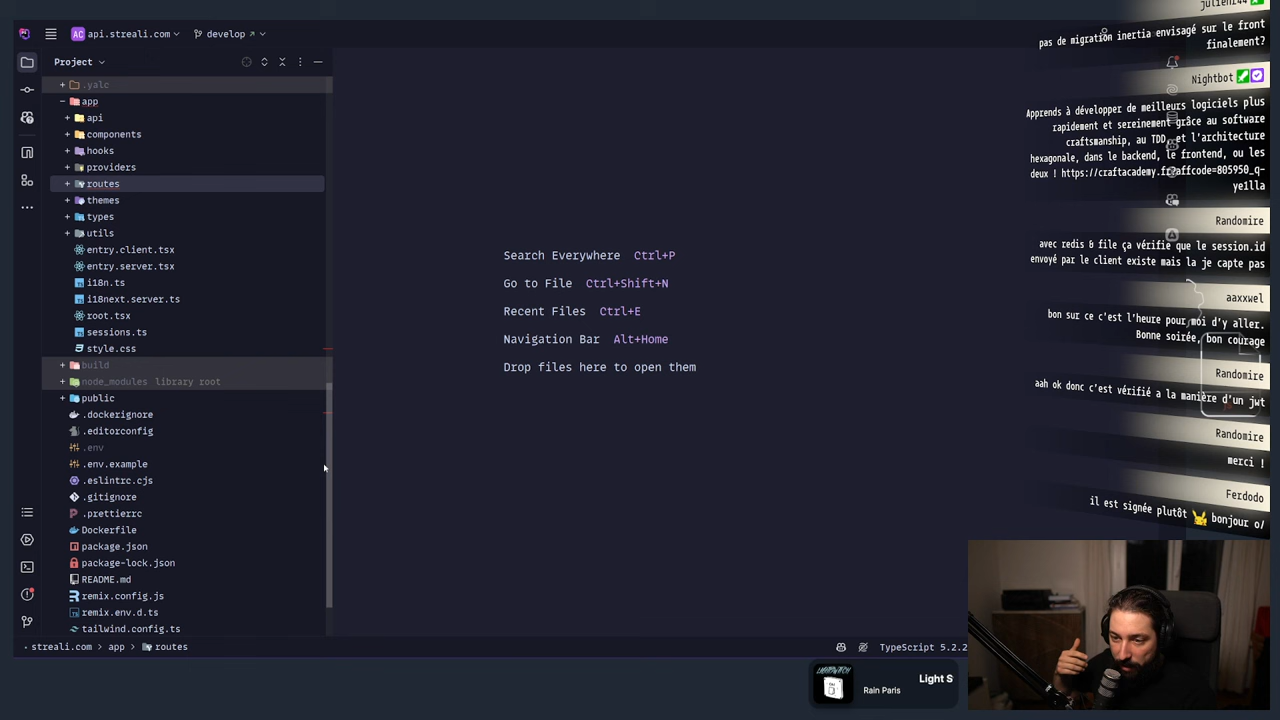 AC api.streali.com
develop
Project
.yalc
app
api
components
hooks
providers
routes
themes
types
utils
entry.client.tsx
entry.server.tsx
i18n.ts
i18next.server.ts
root.tsx
sessions.ts
style.css
build
node_modules library root
public
.dockerignore
.editorconfig
.env
.env.example
.eslintrc.cjs
.gitignore
.prettierrc
Dockerfile
package.json
package-lock.json
README.md
remix.config.js
remix.env.d.ts
tailwind.config.ts
streali.com > app > routes
Search Everywhere Ctrl+P
Go to File Ctrl+Shift+N
Recent Files Ctrl+E
Navigation Bar Alt+Home
Drop files here to open them
TypeScript 5.2.2
pas de migration inertia envisagé sur le front
finalement?
Nightbot
Apprends à développer de meilleurs logiciels plus
rapidement et sereinement grâce au software
craftsmanship, au TDD, et l'architecture
hexagonale, dans le backend, le frontend, ou les
Randomire
avec redis & file ça vérifie que le session.id
envoyé par le client existe mais la je capte pas
aaxxwel
bon sur ce c'est l'heure pour moi d'y aller.
Bonne soirée, bon courage
Randomire
aah ok donc c'est vérifié a la manière d'un jwt
Randomire
merci !
Ferdodo
il est signée plutôt bonjour o/
Light S
Rain Paris